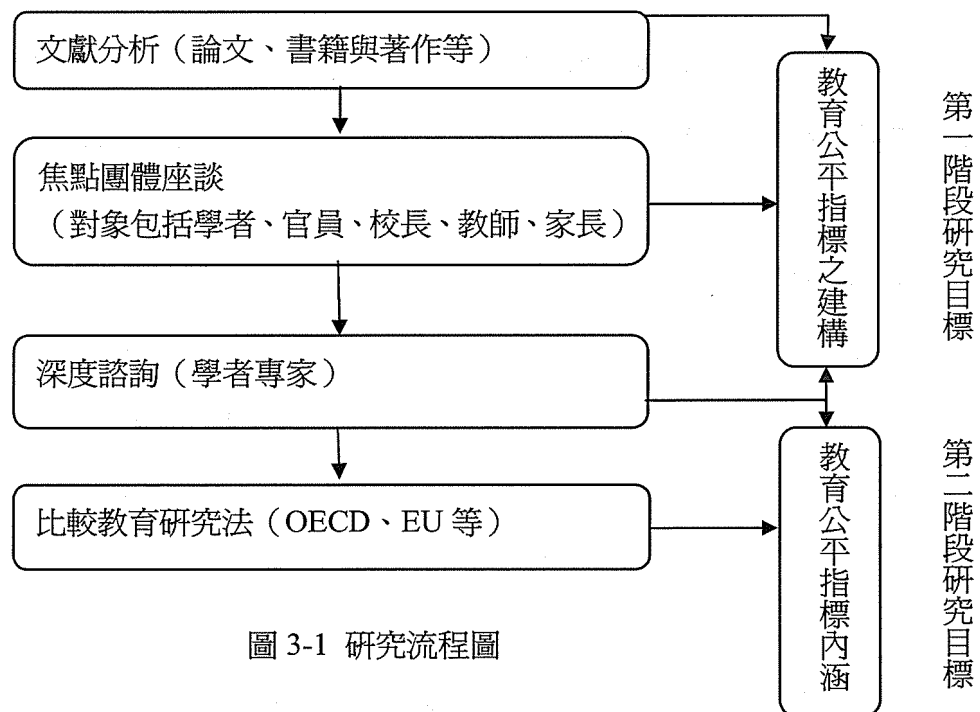 文獻分析（論文、書籍與著作等）
焦點團體座談
（對象包括學者、官員、校長、教師、家長）
深度諮詢（學者專家）
比較教育研究法（OECD、EU 等）
教育公平指標之建構
第一階段研究目標
教育公平指標內涵
第二階段研究目標
圖 3-1 研究流程圖